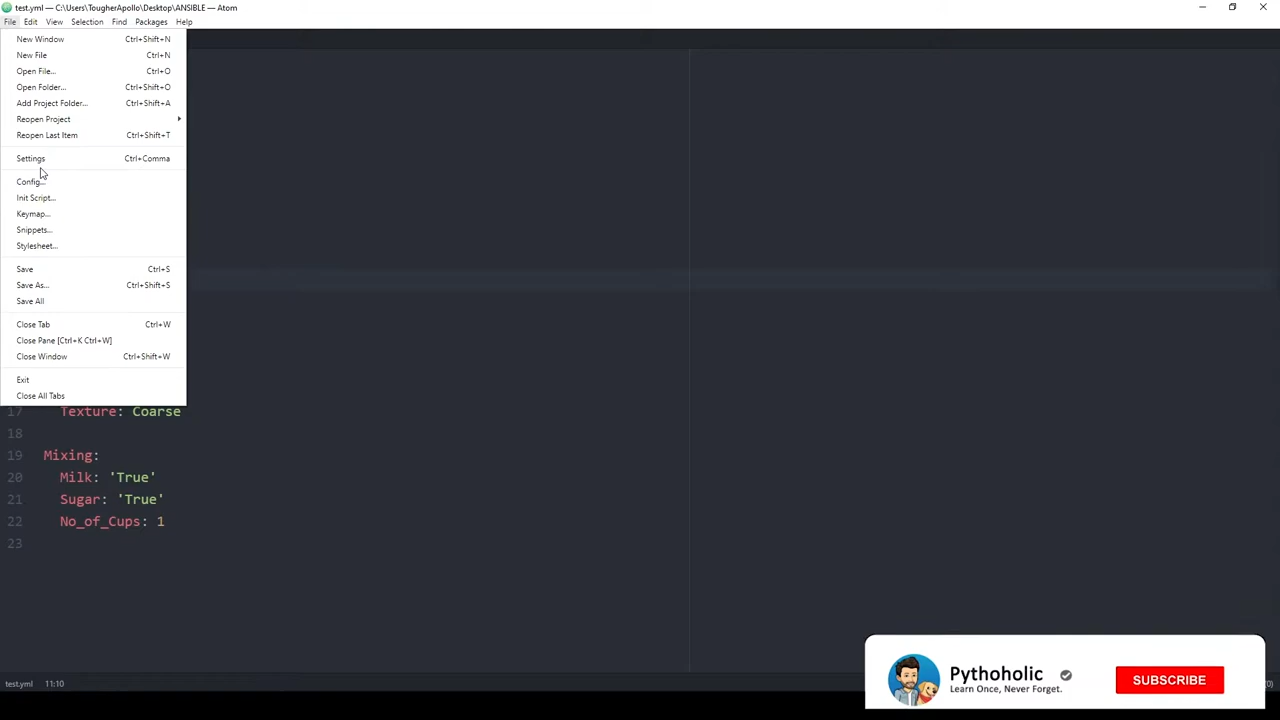 test.yml — C:\Users\TougherApollo\Desktop\ANSIBLE — Atom
File Edit View Selection Find Packages Help
New Window Ctrl+Shift+N
New File Ctrl+N
Open File... Ctrl+O
Open Folder... Ctrl+Shift+O
Add Project Folder... Ctrl+Shift+A
Reopen Project
Reopen Last Item Ctrl+Shift+T
Settings Ctrl+Comma
Config...
Init Script...
Keymap...
Snippets...
Stylesheet...
Save Ctrl+S
Save As... Ctrl+Shift+S
Save All
Close Tab Ctrl+W
Close Pane [Ctrl+K Ctrl+W]
Close Window Ctrl+Shift+W
Exit
Close All Tabs
17 Texture: Coarse
18
19 Mixing:
20 Milk: 'True'
21 Sugar: 'True'
22 No_of_Cups: 1
23
Pythoholic
Learn Once, Never Forget.
SUBSCRIBE
test.yml 11:10
(0)